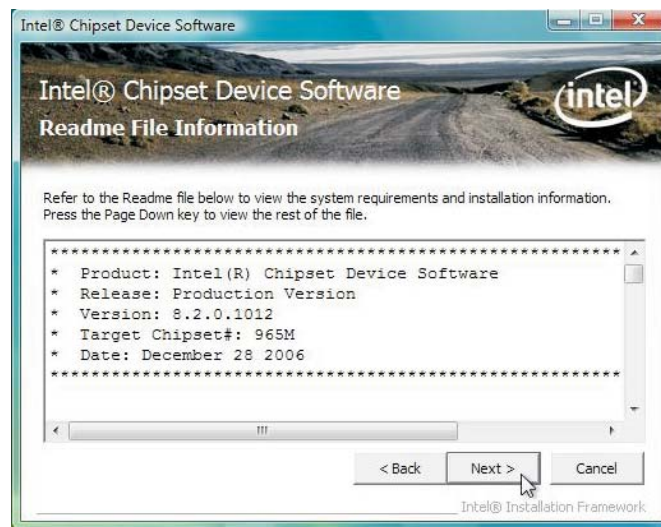 Intel® Chipset Device Software
Intel® Chipset Device Software
intel
Readme File Information
Refer to the Readme file below to view the system requirements and installation information.
Press the Page Down key to view the rest of the file.
************************************************************
* Product: Intel(R) Chipset Device Software
* Release: Production Version
* Version: 8.2.0.1012
* Target Chipset#: 965M
* Date: December 28 2006
************************************************************
< Back
Next >
Cancel
Intel® Installation Framework